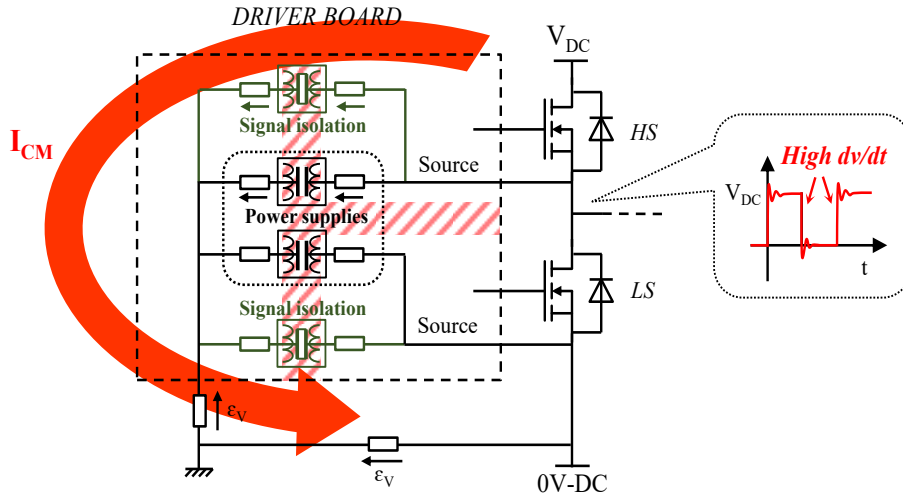 DRIVER BOARD
V_DC
Signal isolation
I_CM
HS
Source
High dv/dt
V_DC
Power supplies
t
Signal isolation
LS
Source
ε_V
ε_V
0V-DC